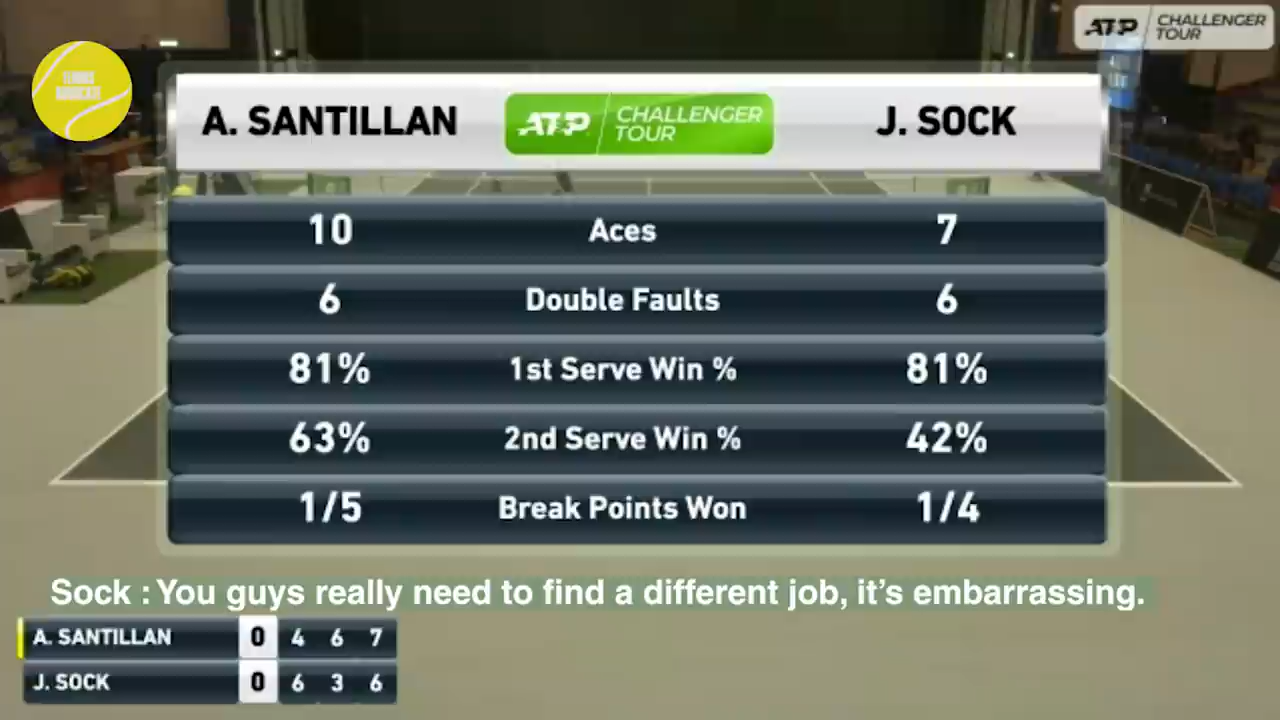 ATP CHALLENGER TOUR
A. SANTILLAN ATP CHALLENGER TOUR J. SOCK
10 Aces 7
6 Double Faults 6
81% 1st Serve Win % 81%
63% 2nd Serve Win % 42%
1/5 Break Points Won 1/4
Sock : You guys really need to find a different job, it’s embarrassing.
A. SANTILLAN 0 4 6 7
J. SOCK 0 6 3 6